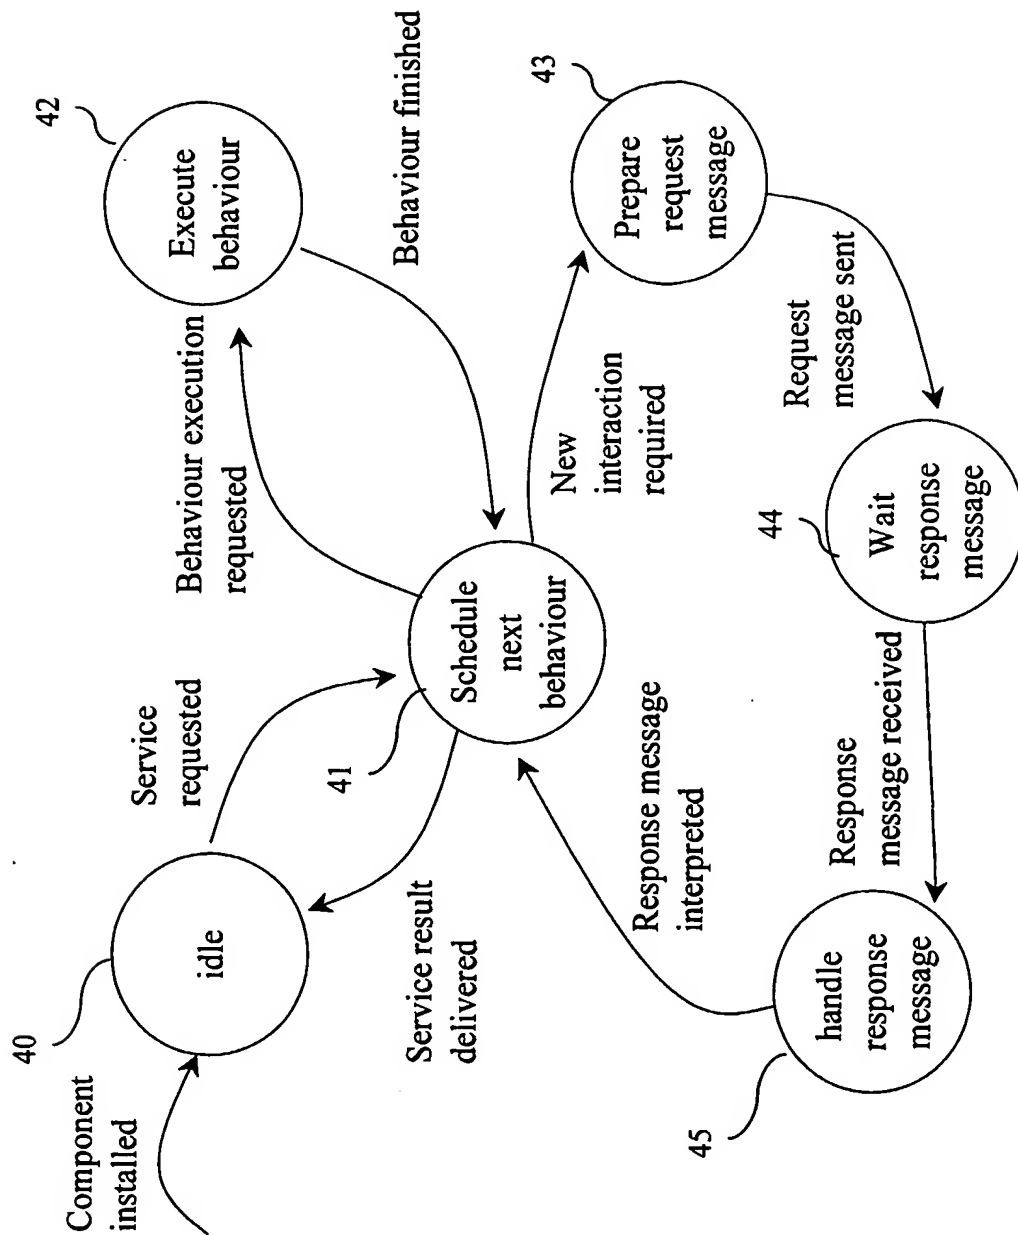 Component
installed
40
idle
Service
requested
Service result
delivered
41
Schedule
next
behaviour
Behaviour execution
requested
42
Execute
behaviour
Behaviour finished
New
interaction
required
43
Prepare
request
message
Request
message sent
44
Wait
response
message
Response
message received
45
handle
response
message
Response message
interpreted